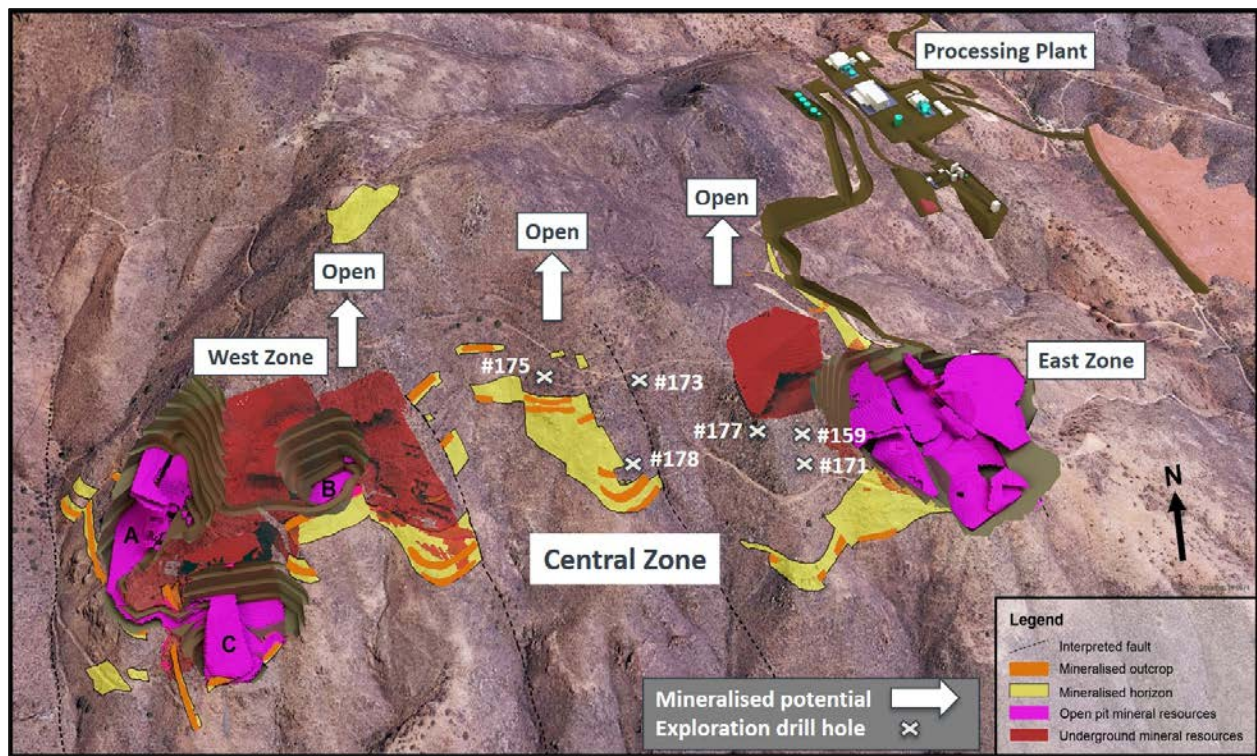 Processing Plant
Open
Open
Open
West Zone
East Zone
#175
#173
#177
#159
#178
#171
A
B
C
N
Central Zone
Legend
Interpreted fault
Mineralised outcrop
Mineralised horizon
Open pit mineral resources
Underground mineral resources
Mineralised potential
Exploration drill hole